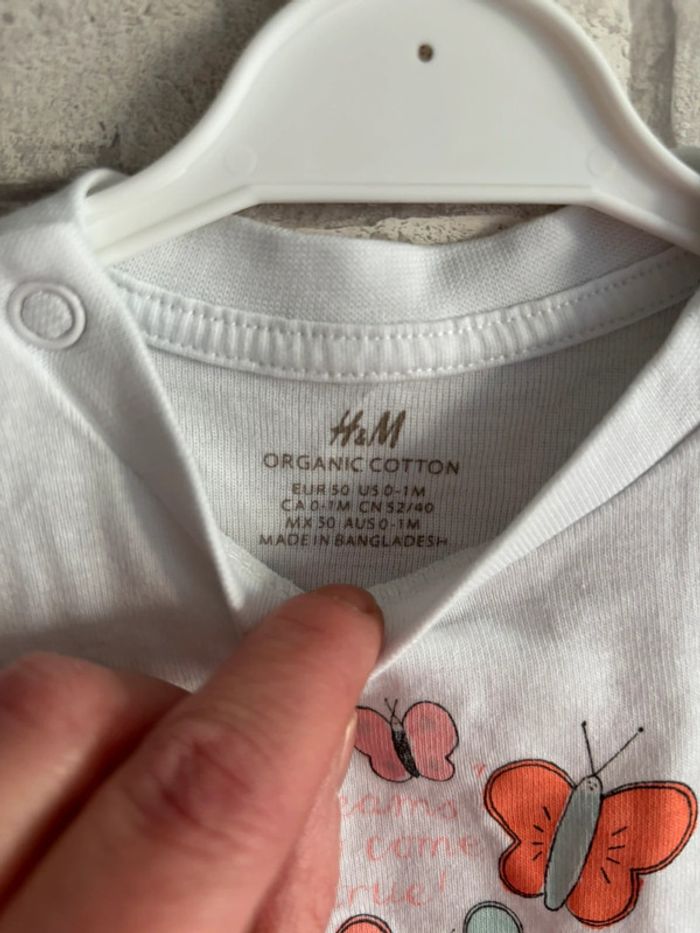 H&M
ORGANIC COTTON
EUR 50 US 0-1M
CA 0-1M CN 52/40
MX 50 AUS 0-1M
MADE IN BANGLADESH
come